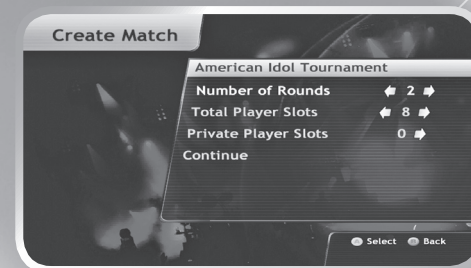 Create Match
American Idol Tournament
Number of Rounds 2
Total Player Slots 8
Private Player Slots 0
Continue
Select Back